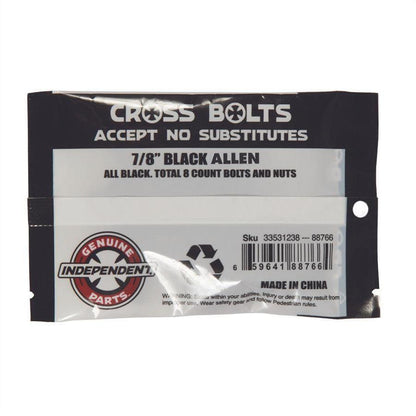 CROSS BOLTS
ACCEPT NO SUBSTITUTES
7/8" BLACK ALLEN
ALL BLACK. TOTAL 8 COUNT BOLTS AND NUTS
GENUINE
INDEPENDENT
PARTS.
Sku 33531238 --- 88766
6 59641 88766
MADE IN CHINA
WARNING: Skate within your abilities. Injury or death may result from
improper use. Wear safety gear and follow Pedestrian rules.